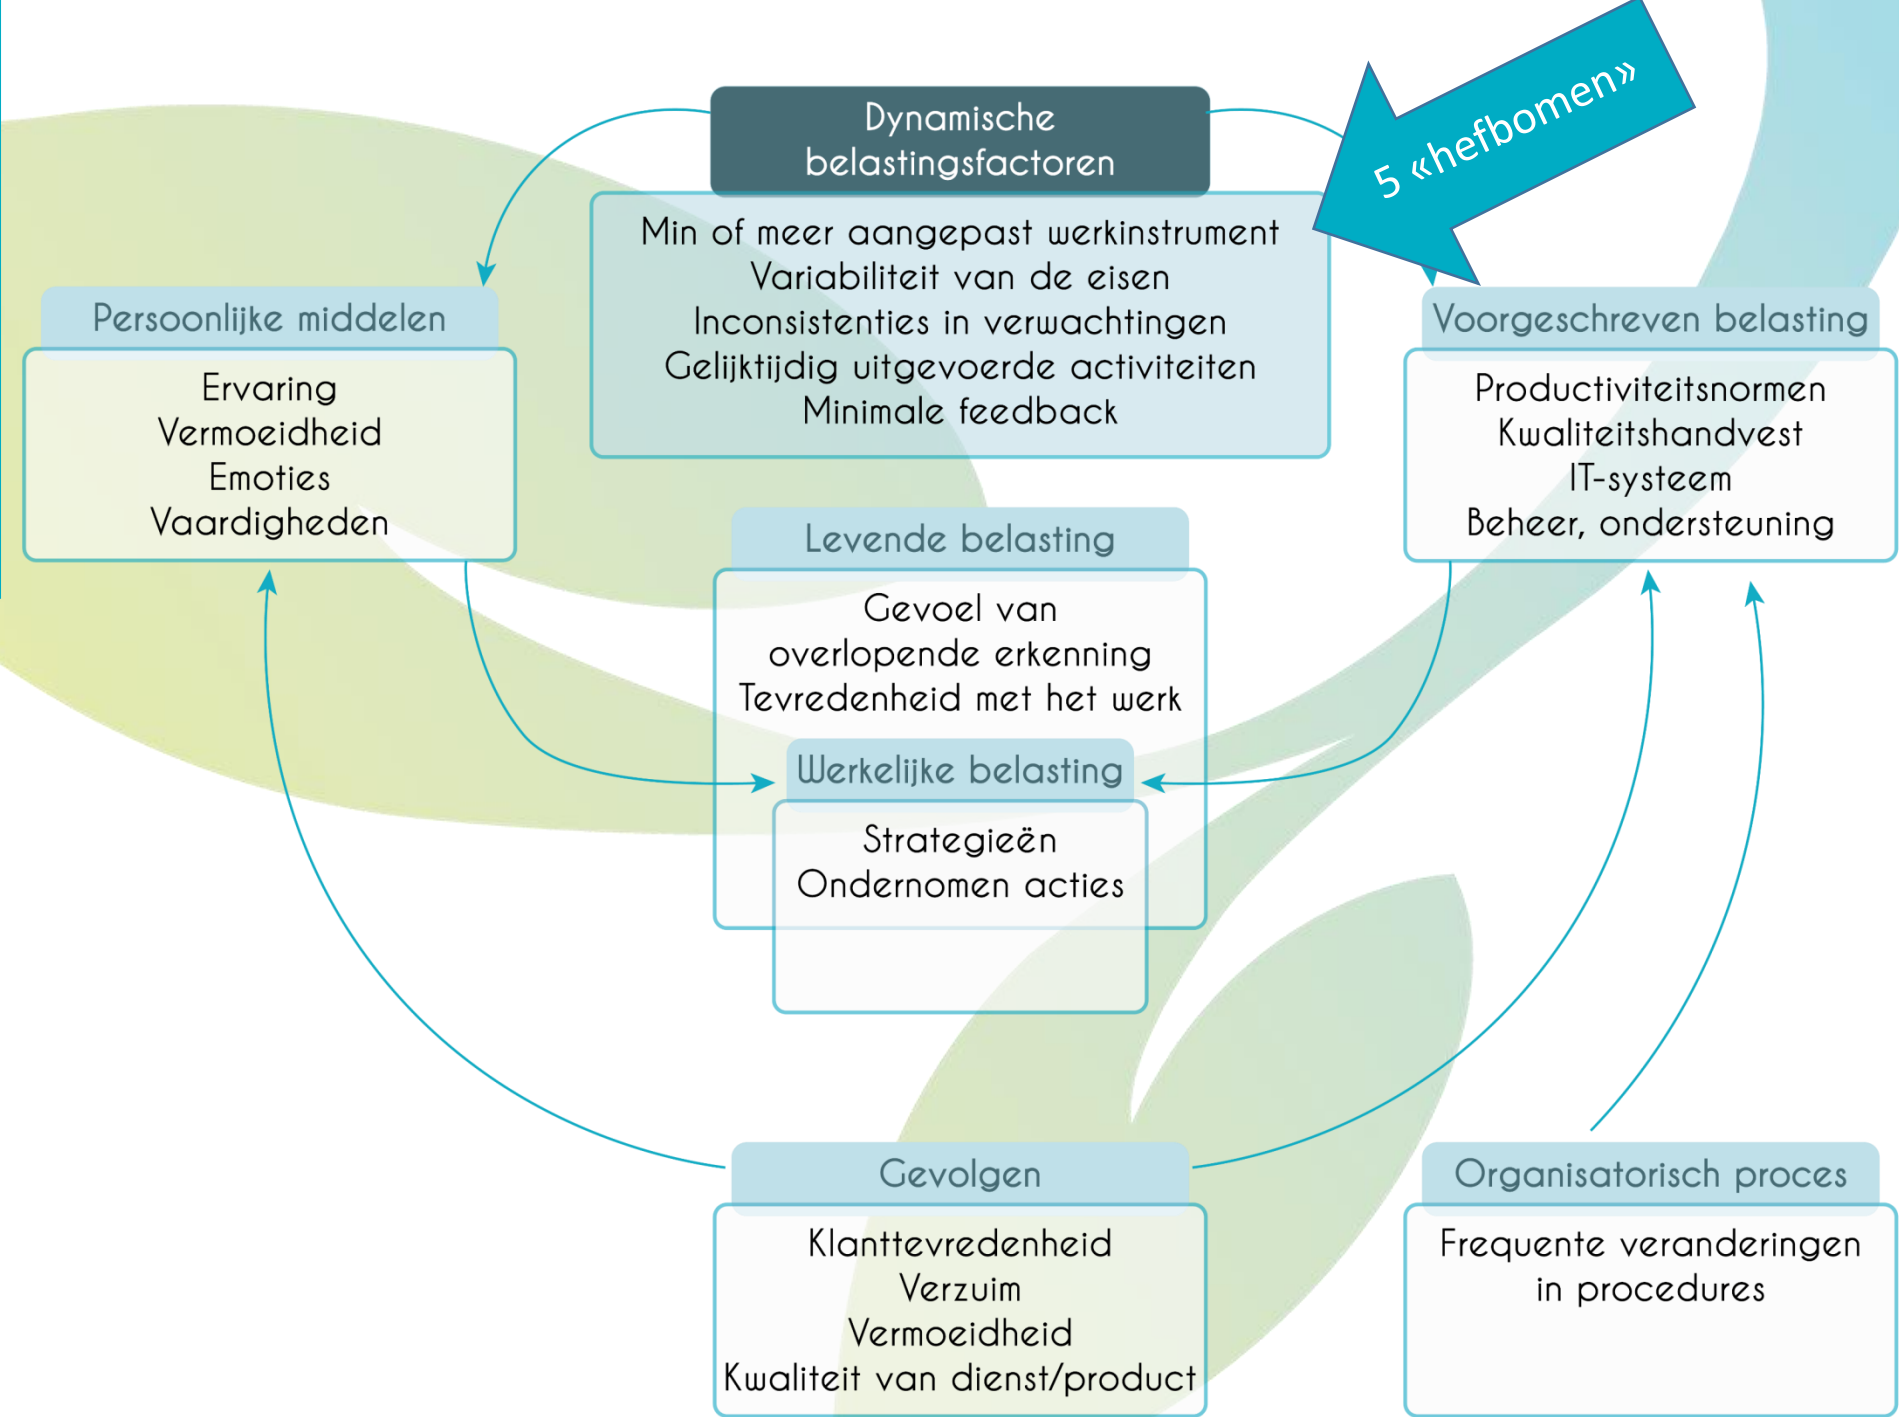 Dynamische
belastingsfactoren
5 «hefbomen»
Min of meer aangepast werkinstrument
Variabiliteit van de eisen
Inconsistenties in verwachtingen
Gelijktijdig uitgevoerde activiteiten
Minimale feedback
Persoonlijke middelen
Ervaring
Vermoeidheid
Emoties
Vaardigheden
Voorgeschreven belasting
Productiviteitsnormen
Kwaliteitshandvest
IT-systeem
Beheer, ondersteuning
Levende belasting
Gevoel van
overlopende erkenning
Tevredenheid met het werk
Werkelijke belasting
Strategieën
Ondernomen acties
Gevolgen
Klanttevredenheid
Verzuim
Vermoeidheid
Kwaliteit van dienst/product
Organisatorisch proces
Frequente veranderingen
in procedures